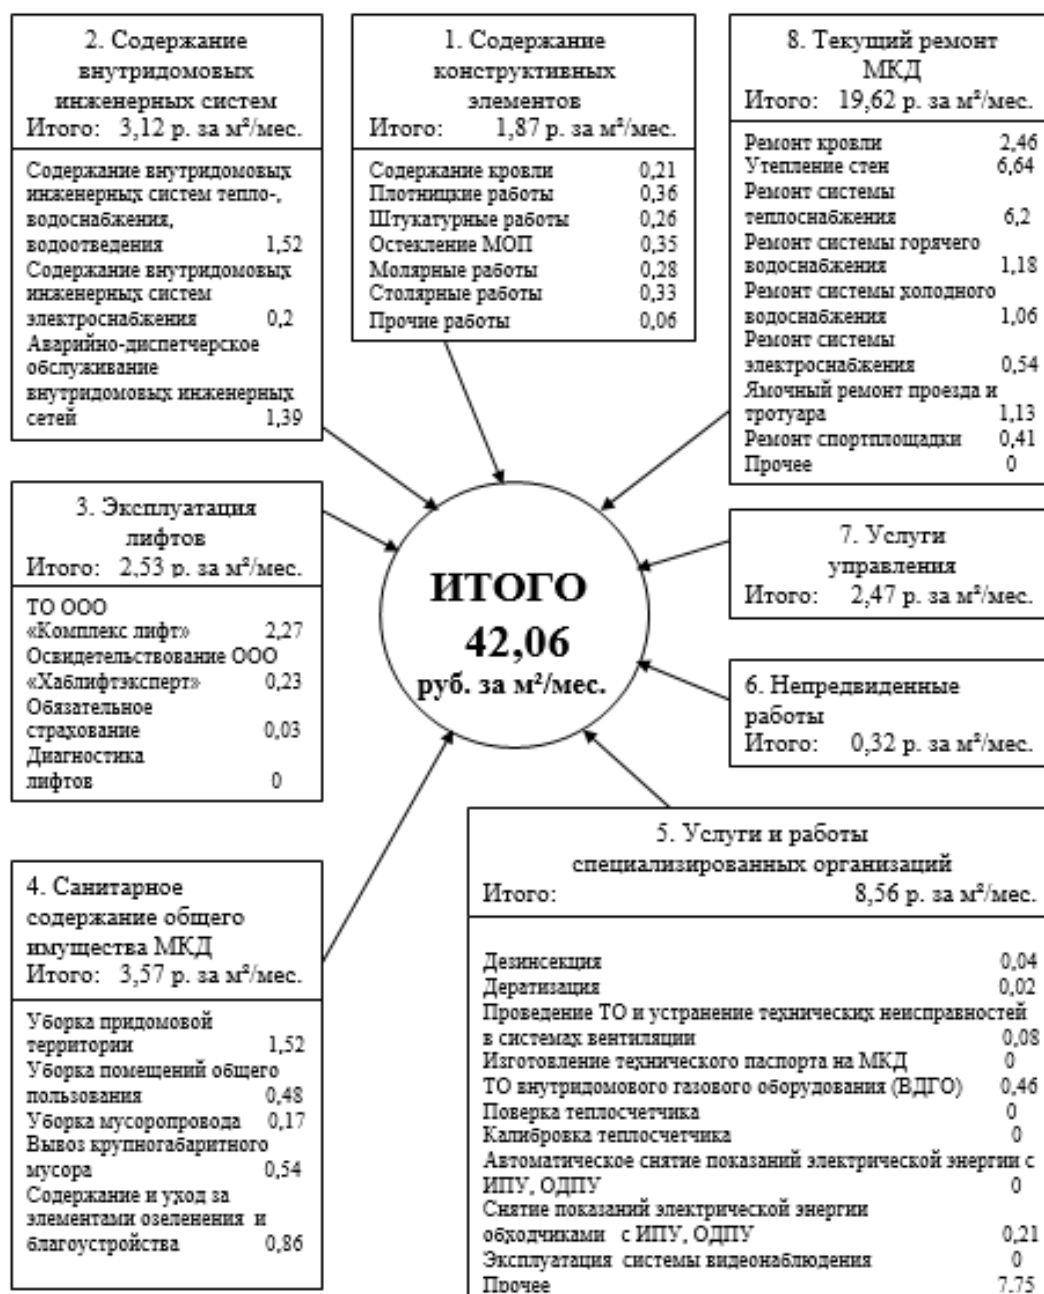 2. Содержание
внутридомовых
инженерных систем
Итого: 3,12 р. за м²/мес.
Содержание внутридомовых
инженерных систем тепло-,
водоснабжения,
водоотведения 1,52
Содержание внутридомовых
инженерных систем
электроснабжения 0,2
Аварийно-диспетчерское
обслуживание
внутридомовых инженерных
сетей 1,39
1. Содержание
конструктивных
элементов
Итого: 1,87 р. за м²/мес.
Содержание кровли 0,21
Плотницкие работы 0,36
Штукатурные работы 0,26
Остекление МОП 0,35
Молярные работы 0,28
Столярные работы 0,33
Прочие работы 0,06
8. Текущий ремонт
МКД
Итого: 19,62 р. за м²/мес.
Ремонт кровли 2,46
Утепление стен 6,64
Ремонт системы
теплоснабжения 6,2
Ремонт системы горячего
водоснабжения 1,18
Ремонт системы холодного
водоснабжения 1,06
Ремонт системы
электроснабжения 0,54
Ямочный ремонт проезда и
тротуара 1,13
Ремонт спортплощадки 0,41
Прочее 0
3. Эксплуатация
лифтов
Итого: 2,53 р. за м²/мес.
ТО ООО
«Комплекс лифт» 2,27
Освидетельствование ООО
«Хаблифтэксперт» 0,23
Обязательное
страхование 0,03
Диагностика
лифтов 0
ИТОГО
42,06
руб. за м²/мес.
7. Услуги
управления
Итого: 2,47 р. за м²/мес.
6. Непредвиденные
работы
Итого: 0,32 р. за м²/мес.
4. Санитарное
содержание общего
имущества МКД
Итого: 3,57 р. за м²/мес.
Уборка придомовой
территории 1,52
Уборка помещений общего
пользования 0,48
Уборка мусоропровода 0,17
Вывоз крупногабаритного
мусора 0,54
Содержание и уход за
элементами озеленения и
благоустройства 0,86
5. Услуги и работы
специализированных организаций
Итого: 8,56 р. за м²/мес.
Дезинсекция 0,04
Дератизация 0,02
Проведение ТО и устранение технических неисправностей
в системах вентиляции 0,08
Изготовление технического паспорта на МКД 0
ТО внутридомового газового оборудования (ВДГО) 0,46
Поверка теплосчетчика 0
Калибровка теплосчетчика 0
Автоматическое снятие показаний электрической энергии с
ИПУ, ОДПУ 0
Снятие показаний электрической энергии
обходчиками с ИПУ, ОДПУ 0,21
Эксплуатация системы видеонаблюдения 0
Прочее 7,75